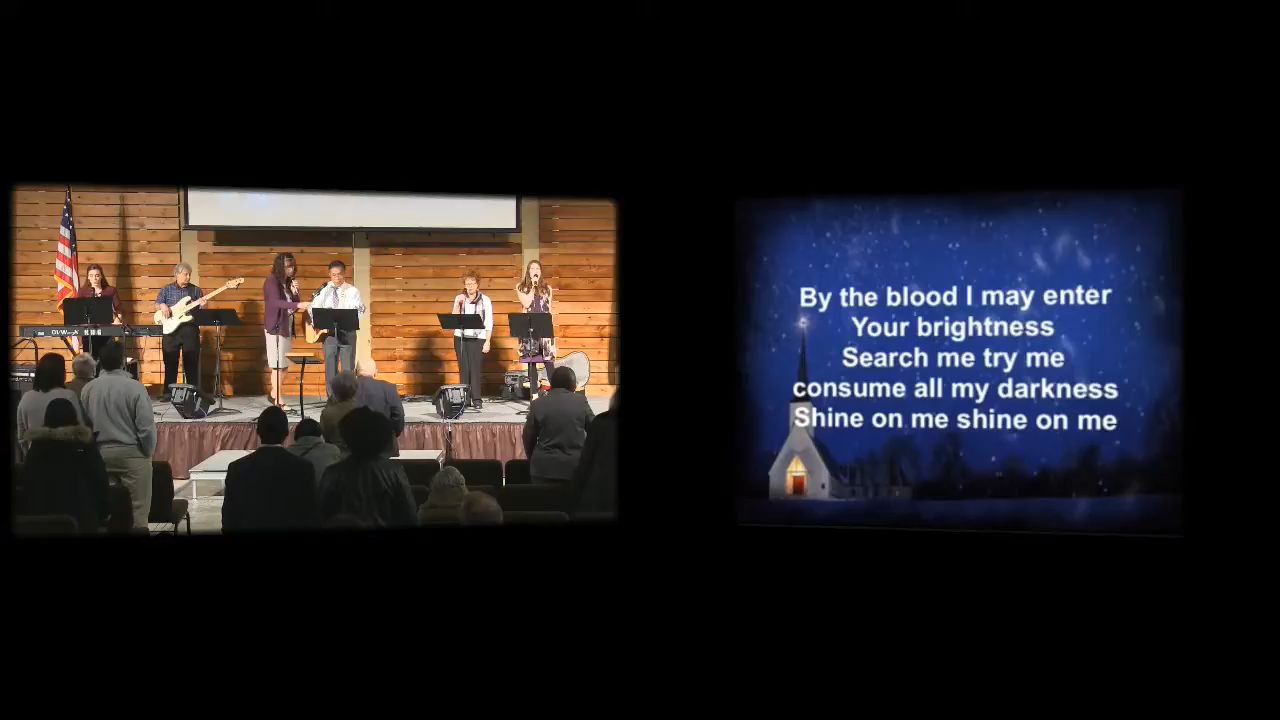 By the blood I may enter
Your brightness
Search me try me
consume all my darkness
Shine on me shine on me